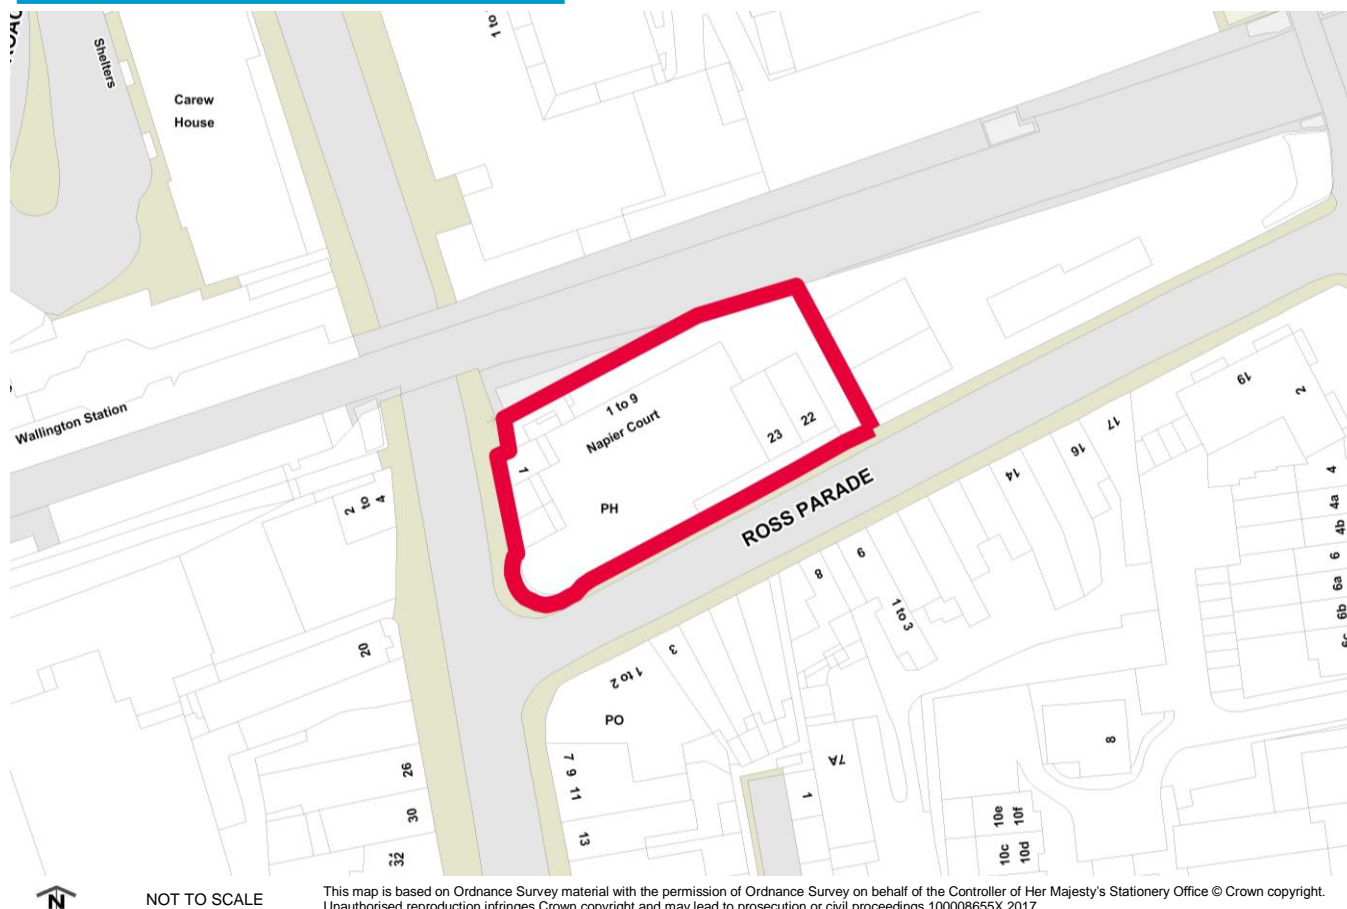 Shelters
1 to
Carew
House
Wallington Station
1 to 9
Napier Court
1
23
22
PH
ROSS PARADE
2 to 4
20
26
30
32
1 to 2
3
PO
7
9
11
13
8
9
1 to 3
14
16
17
19
2
4
4a
4b
6
6a
6b
7A
1
8
10e
10f
10c
10d
N
NOT TO SCALE
This map is based on Ordnance Survey material with the permission of Ordnance Survey on behalf of the Controller of Her Majesty's Stationery Office © Crown copyright.
Unauthorised reproduction infringes Crown copyright and may lead to prosecution or civil proceedings 100008655X 2017